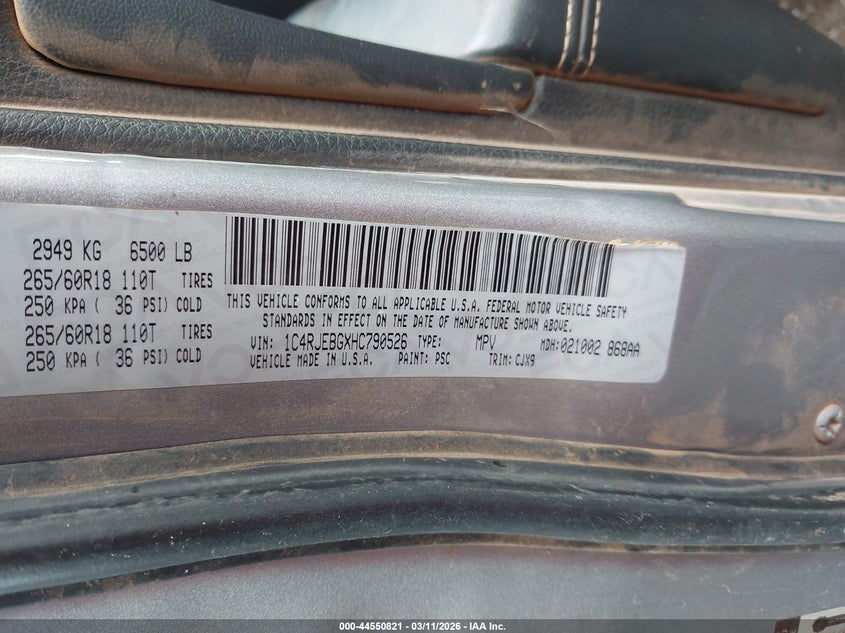 2949 KG 6500 LB
265/60R18 110T TIRES
250 KPA ( 36 PSI) COLD
265/60R18 110T TIRES
250 KPA ( 36 PSI) COLD
THIS VEHICLE CONFORMS TO ALL APPLICABLE U.S.A. FEDERAL MOTOR VEHICLE SAFETY
STANDARDS IN EFFECT ON THE DATE OF MANUFACTURE SHOWN ABOVE.
VIN: 1C4RJEBGXHC790526 TYPE: MPV MDH:021002 868AA
VEHICLE MADE IN U.S.A. PAINT: PSC TRIM: CJX9
000-44550821 | 03/11/2026 - IAA Inc.